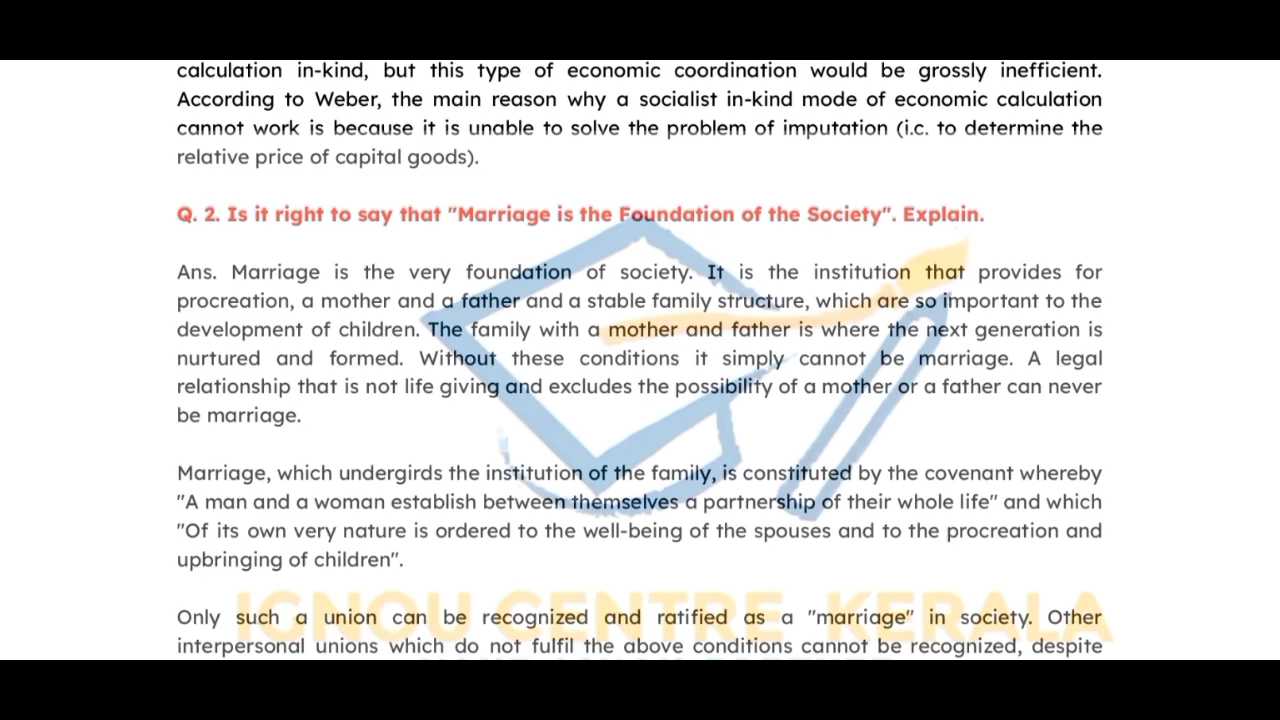 calculation in-kind, but this type of economic coordination would be grossly inefficient.
According to Weber, the main reason why a socialist in-kind mode of economic calculation
cannot work is because it is unable to solve the problem of imputation (i.c. to determine the
relative price of capital goods).
Q. 2. Is it right to say that "Marriage is the Foundation of the Society". Explain.
Ans. Marriage is the very foundation of society. It is the institution that provides for
procreation, a mother and a father and a stable family structure, which are so important to the
development of children. The family with a mother and father is where the next generation is
nurtured and formed. Without these conditions it simply cannot be marriage. A legal
relationship that is not life giving and excludes the possibility of a mother or a father can never
be marriage.
Marriage, which undergirds the institution of the family, is constituted by the covenant whereby
"A man and a woman establish between themselves a partnership of their whole life" and which
"Of its own very nature is ordered to the well-being of the spouses and to the procreation and
upbringing of children".
IGNOU CENTRE KERALA
Only such a union can be recognized and ratified as a "marriage" in society. Other
interpersonal unions which do not fulfil the above conditions cannot be recognized, despite